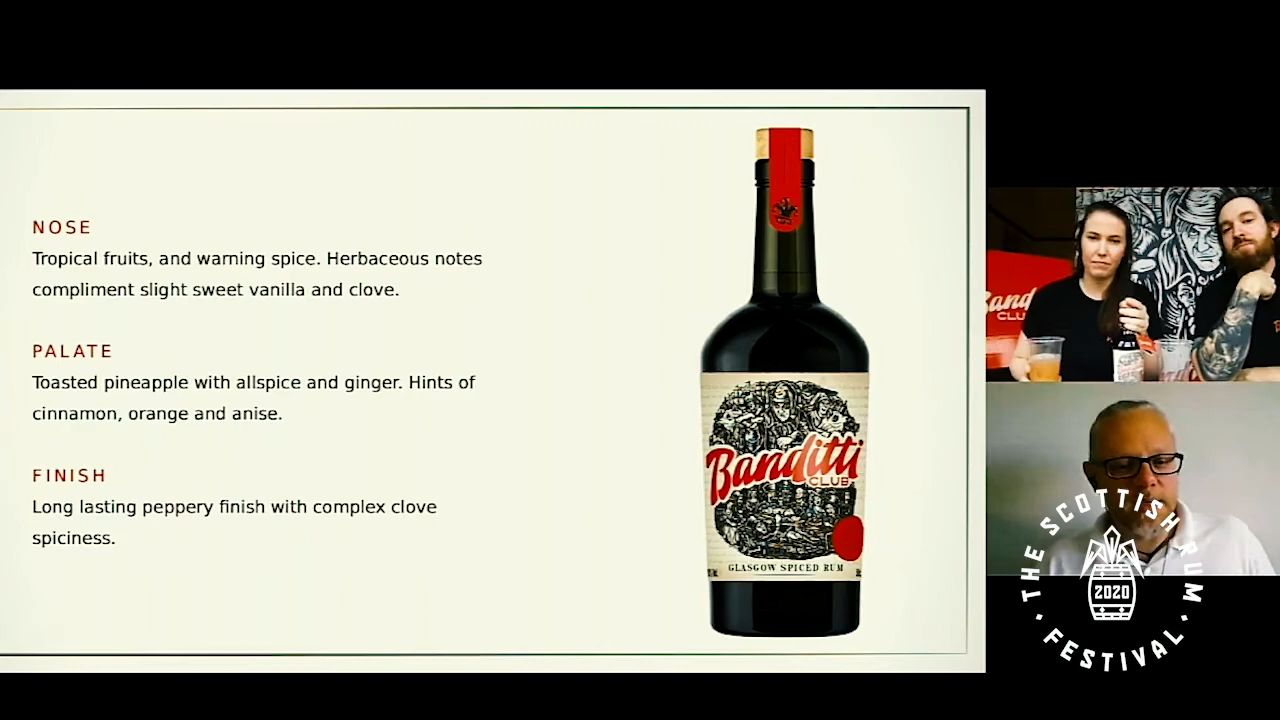 NOSE
Tropical fruits, and warning spice. Herbaceous notes
compliment slight sweet vanilla and clove.
PALATE
Toasted pineapple with allspice and ginger. Hints of
cinnamon, orange and anise.
FINISH
Long lasting peppery finish with complex clove
spiciness.
Banditti
CLUB
GLASGOW SPICED RUM
Band
CLU
THE SCOTTISH RUM
2020
FESTIVAL